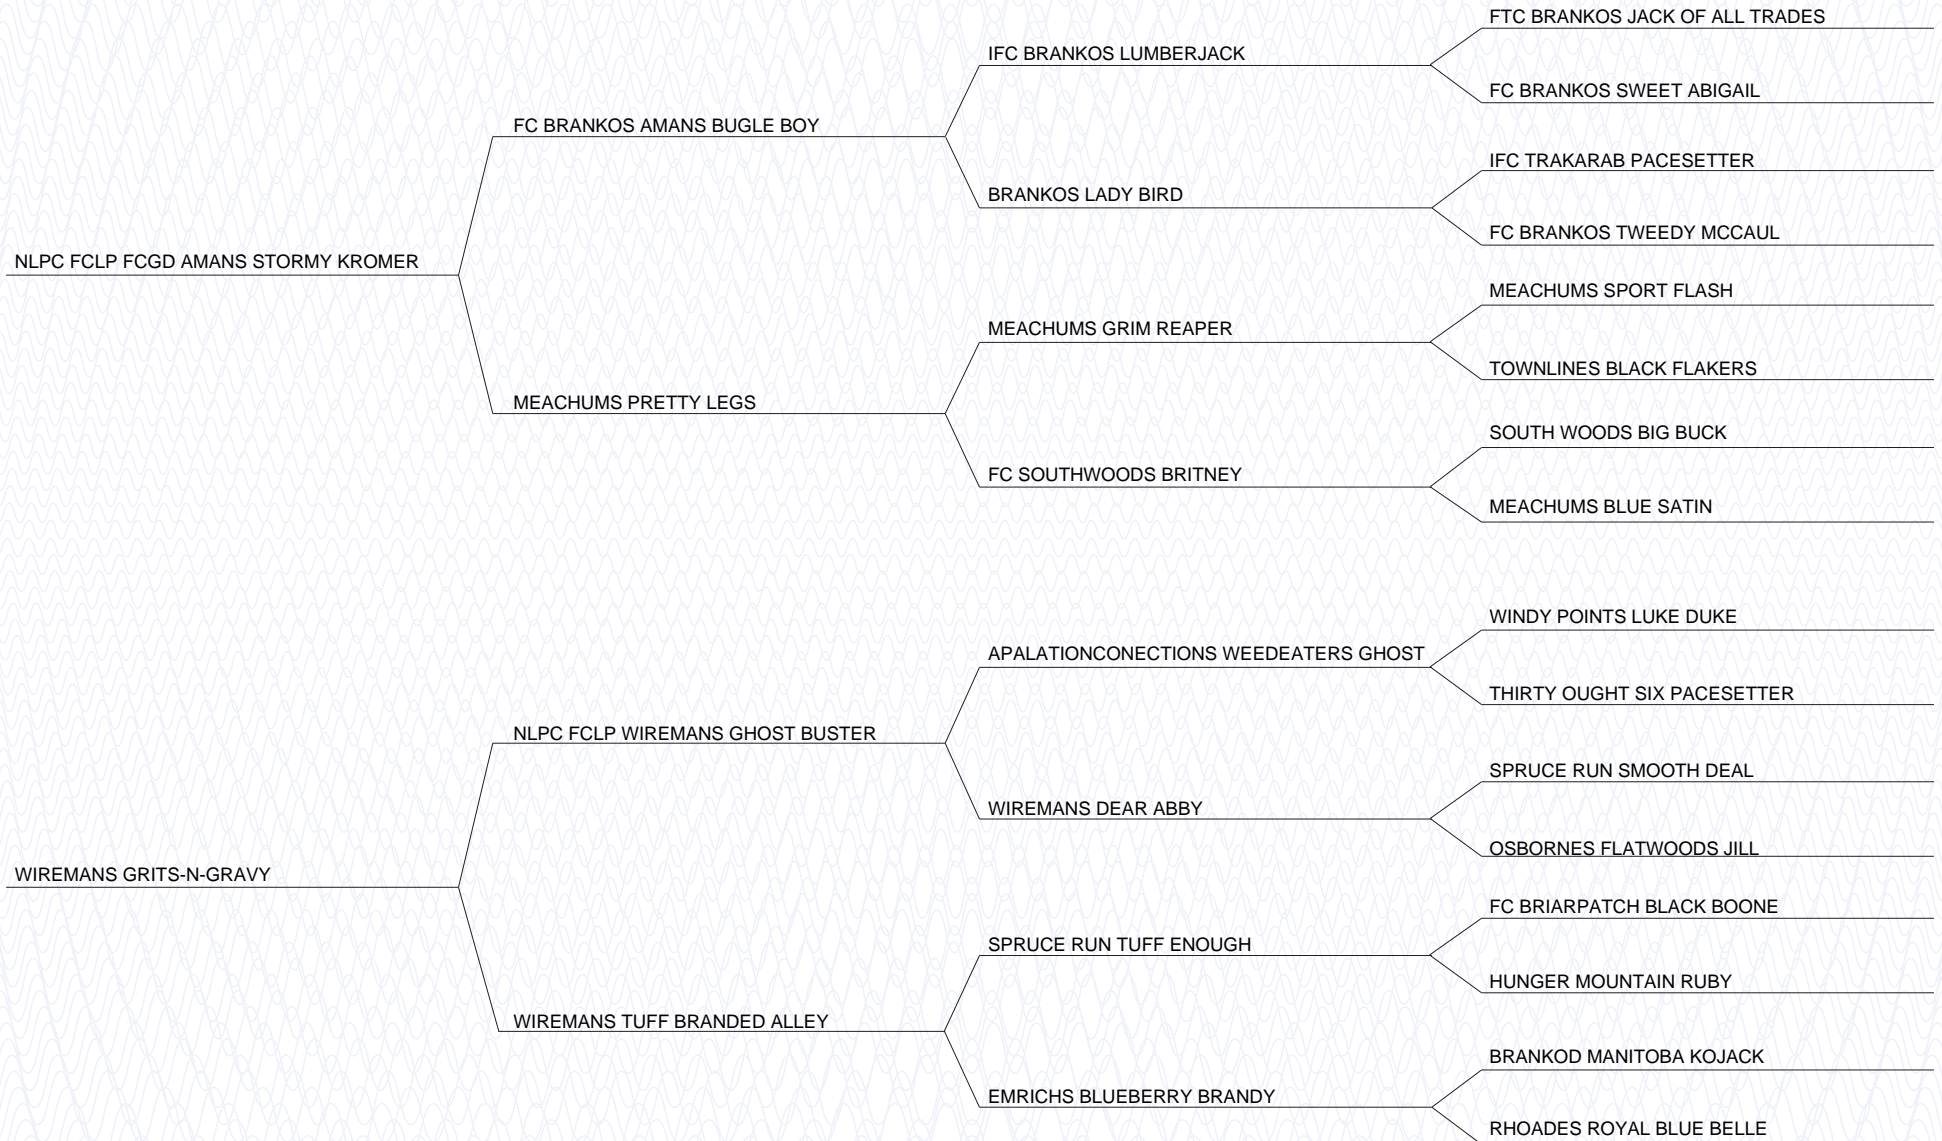 FTC BRANKOS JACK OF ALL TRADES
IFC BRANKOS LUMBERJACK
FC BRANKOS SWEET ABIGAIL
FC BRANKOS AMANS BUGLE BOY
IFC TRAKARAB PACESETTER
BRANKOS LADY BIRD
FC BRANKOS TWEEDY MCCAUL
NLPC FCLP FCGD AMANS STORMY KROMER
MEACHUMS SPORT FLASH
MEACHUMS GRIM REAPER
TOWNLINES BLACK FLAKERS
MEACHUMS PRETTY LEGS
SOUTH WOODS BIG BUCK
FC SOUTHWOODS BRITNEY
MEACHUMS BLUE SATIN
WINDY POINTS LUKE DUKE
APALATIONCONECTIONS WEEDEATERS GHOST
THIRTY OUGHT SIX PACESETTER
NLPC FCLP WIREMANS GHOST BUSTER
SPRUCE RUN SMOOTH DEAL
WIREMANS DEAR ABBY
OSBORNES FLATWOODS JILL
WIREMANS GRITS-N-GRAVY
FC BRIARPATCH BLACK BOONE
SPRUCE RUN TUFF ENOUGH
HUNGER MOUNTAIN RUBY
WIREMANS TUFF BRANDED ALLEY
BRANKOD MANITOBA KOJACK
EMRICHS BLUEBERRY BRANDY
RHOADES ROYAL BLUE BELLE